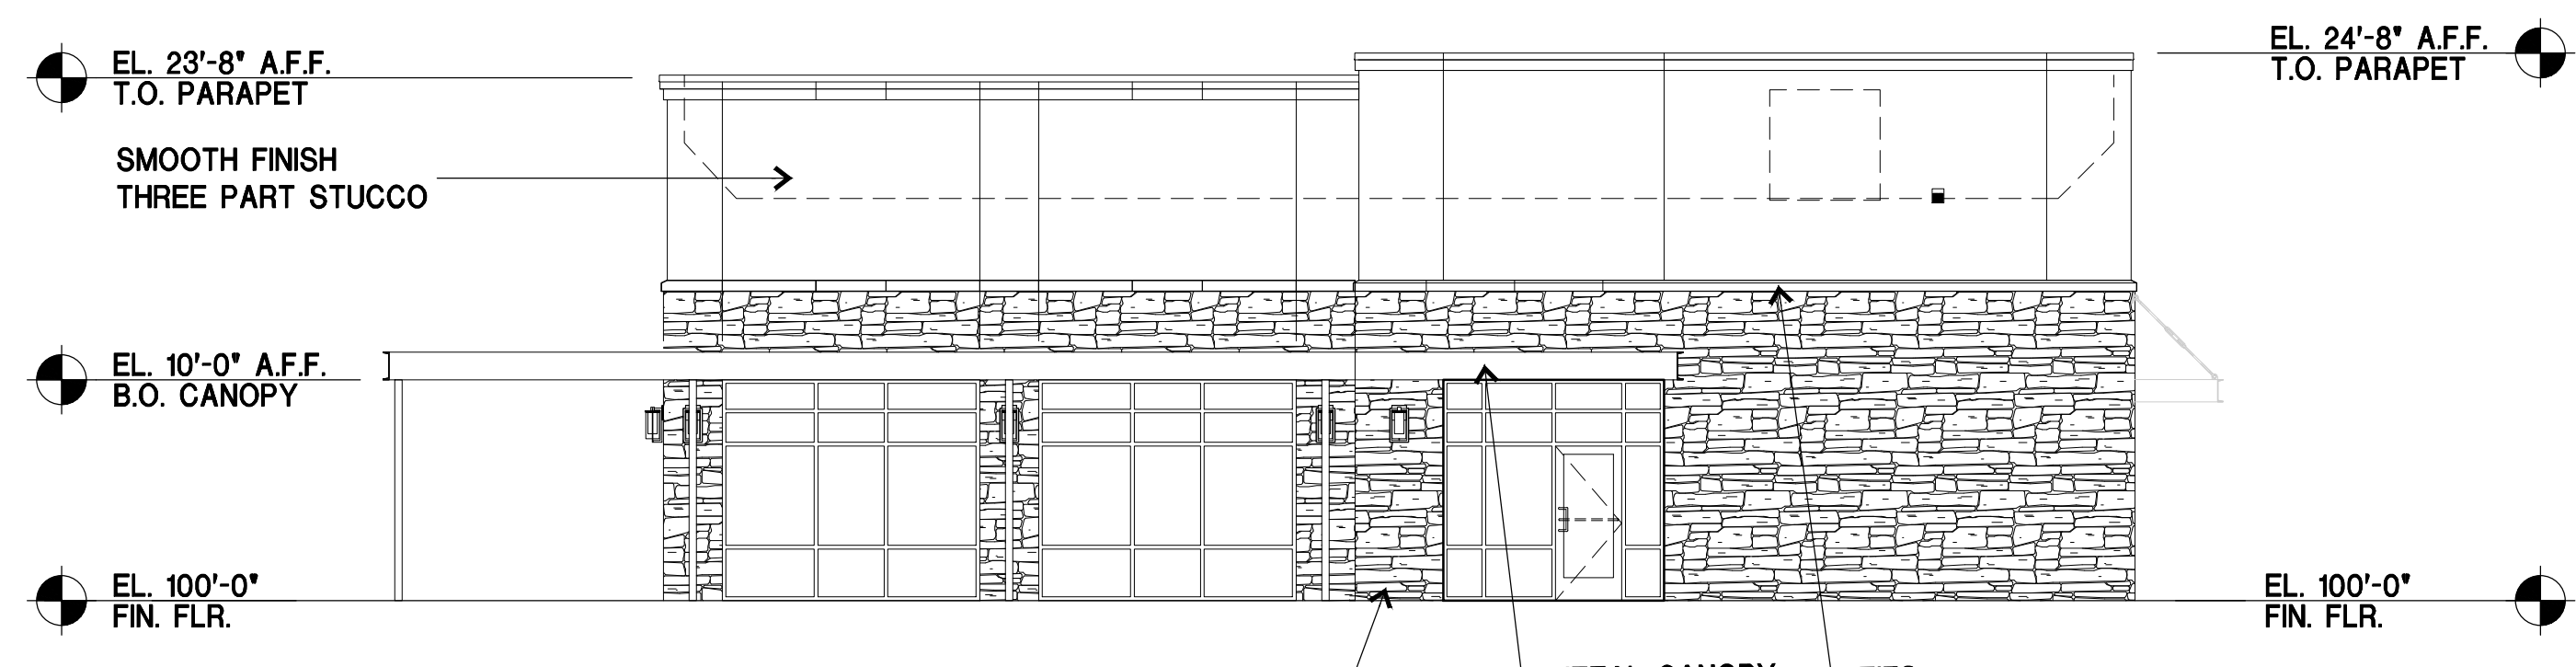 EL. 23'-8" A.F.F.
T.O. PARAPET
SMOOTH FINISH
THREE PART STUCCO
EL. 10'-0" A.F.F.
B.O. CANOPY
EL. 100'-0"
FIN. FLR.
EL. 24'-8" A.F.F.
T.O. PARAPET
EL. 100'-0"
FIN. FLR.
CANOPY